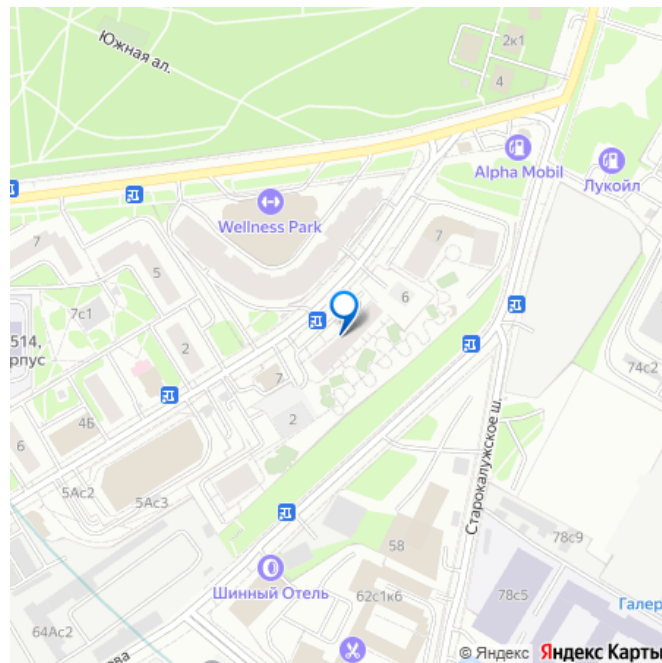 Южная ал.
2к1
4
Alpha Mobil
Лукойл
Wellness Park
7
7
5
6
7с1
514,
рпус
2
74с2
7
4Б
2
6
5Ас2
5Ас3
Старокалужское ш.
58
78с9
Шинный Отель
62с1к6
78с5
Галер
64Ас2
ова
© Яндекс Яндекс Карты